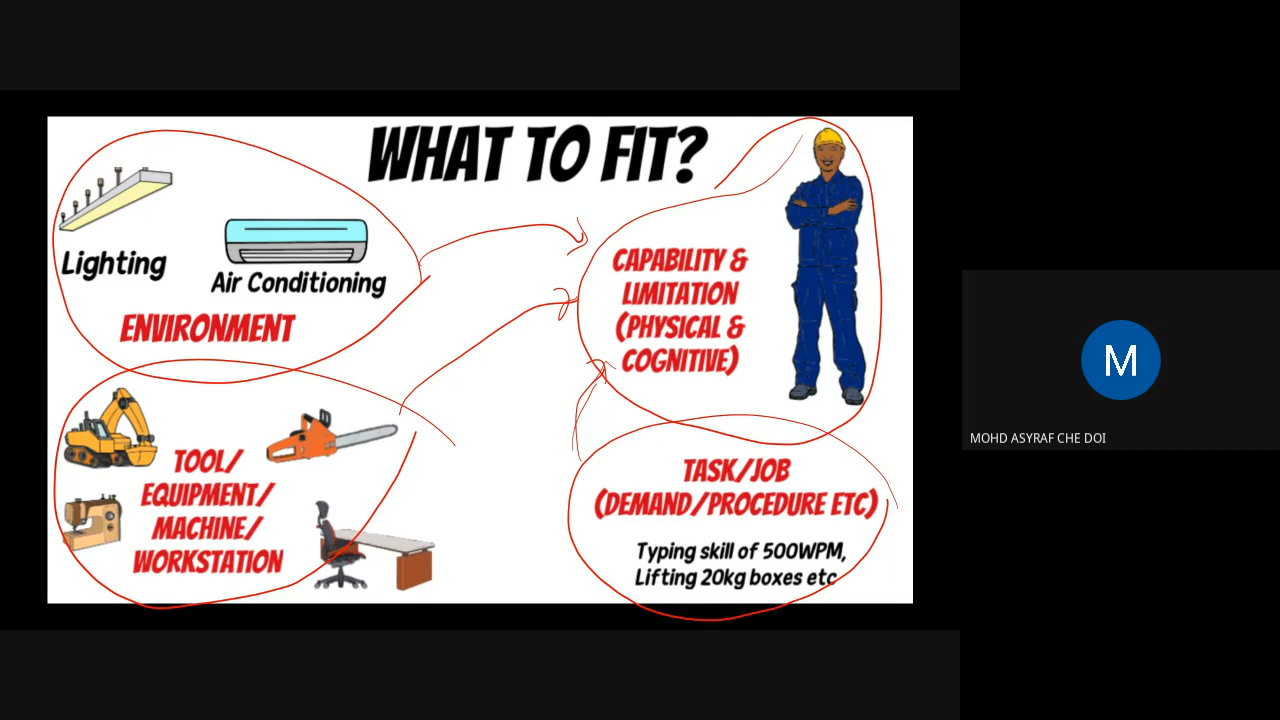 WHAT TO FIT?
Lighting
Air Conditioning
ENVIRONMENT
CAPABILITY &
LIMITATION
(PHYSICAL &
COGNITIVE)
TOOL/
EQUIPMENT/
MACHINE/
WORKSTATION
TASK/JOB
(DEMAND/PROCEDURE ETC)
Typing skill of 500WPM,
Lifting 20kg boxes etc
M
MOHD ASYRAF CHE DOI